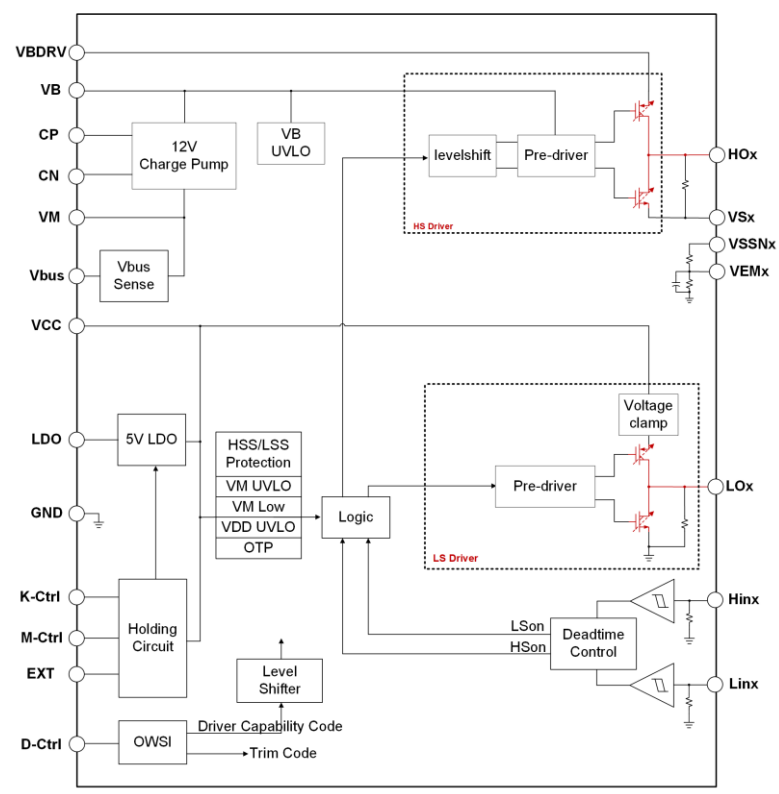 VBDRV
VB
CP
CN
VM
Vbus
VCC
LDO
GND
K-Ctrl
M-Ctrl
EXT
D-Ctrl
12V
Charge Pump
VB
UVLO
Vbus
Sense
levelshift
Pre-driver
HS Driver
HOx
VSx
VSSNx
VEMx
5V LDO
HSS/LSS
Protection
VM UVLO
VM Low
VDD UVLO
OTP
Logic
Voltage
clamp
Pre-driver
LS Driver
LOx
Holding
Circuit
LSon
HSon
Deadtime
Control
Hinx
Linx
Level
Shifter
OWSI
Driver Capability Code
Trim Code